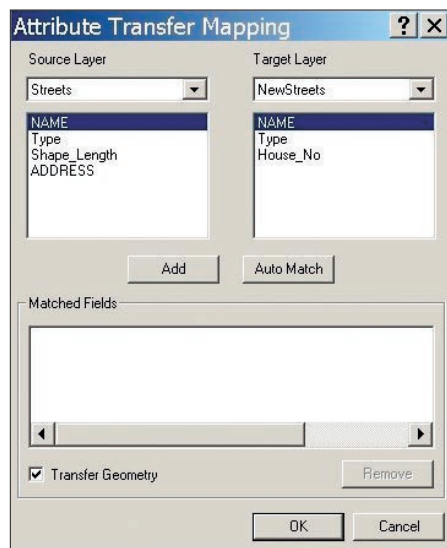 Attribute Transfer Mapping ? X
Source Layer Target Layer
Streets NewStreets
NAME NAME
Type Type
Shape_Length House_No
ADDRESS
Add Auto Match
Matched Fields
Transfer Geometry Remove
OK Cancel